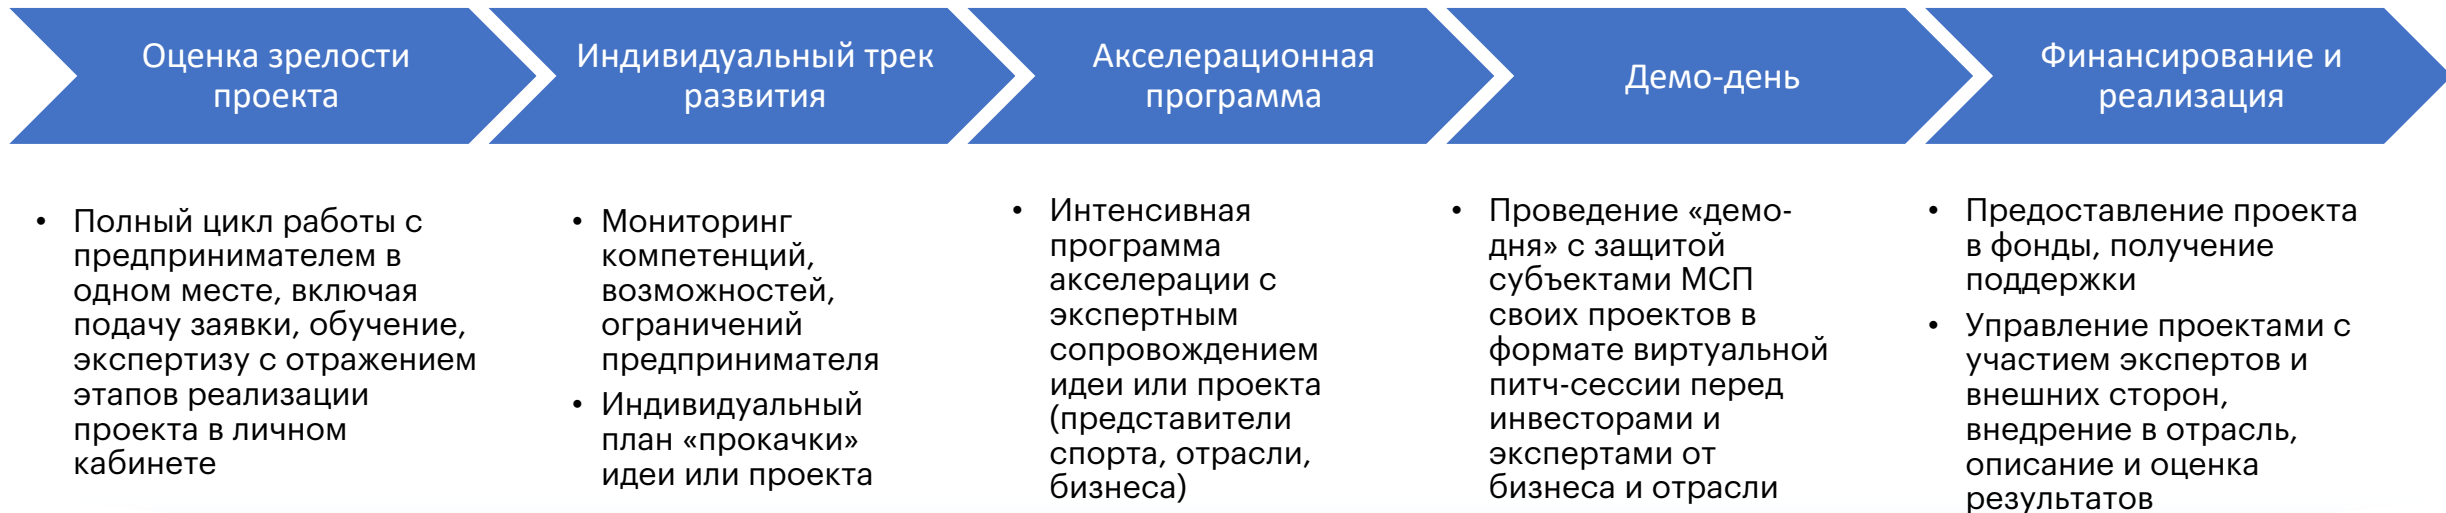 Оценка зрелости
проекта
Индивидуальный трек
развития
Акселерационная
программа
Демо-день
Финансирование и
реализация
• Полный цикл работы с
предпринимателем в
одном месте, включая
подачу заявки, обучение,
экспертизу с отражением
этапов реализации
проекта в личном
кабинете
• Мониторинг
компетенций,
возможностей,
ограничений
предпринимателя
• Индивидуальный
план «прокачки»
идеи или проекта
• Интенсивная
программа
акселерации с
экспертным
сопровождением
идеи или проекта
(представители
спорта, отрасли,
бизнеса)
• Проведение «демо-
дня» с защитой
субъектами МСП
своих проектов в
формате виртуальной
питч-сессии перед
инвесторами и
экспертами от
бизнеса и отрасли
• Предоставление проекта
в фонды, получение
поддержки
• Управление проектами с
участием экспертов и
внешних сторон,
внедрение в отрасль,
описание и оценка
результатов